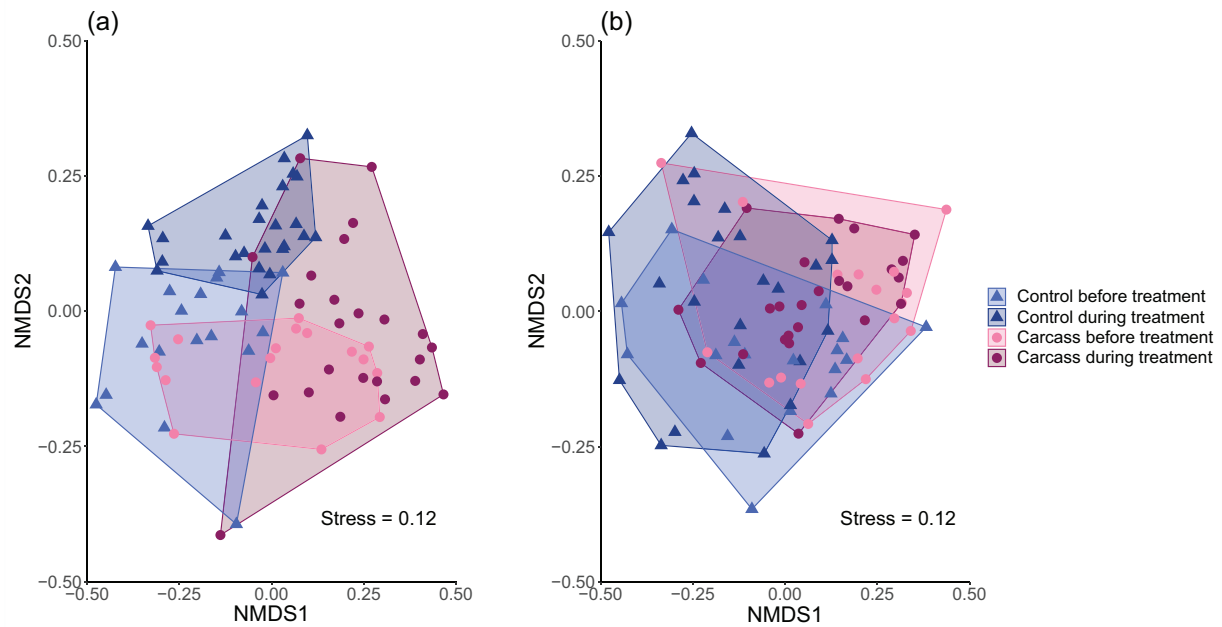 (a)
0.50
0.25
0.00
−0.25
−0.50
NMDS2
−0.50
−0.25
0.00
0.25
0.50
NMDS1
Stress = 0.12
(b)
0.50
0.25
0.00
−0.25
−0.50
NMDS2
−0.50
−0.25
0.00
0.25
0.50
NMDS1
Stress = 0.12
Control before treatment
Control during treatment
Carcass before treatment
Carcass during treatment